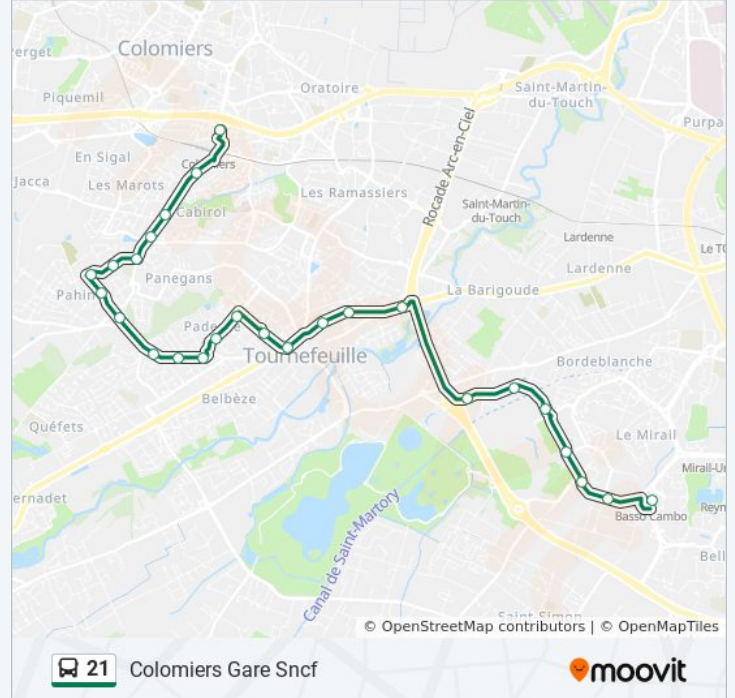 Colomiers
erget
Oratoire
Saint-Martin-
du-Touch
Piquemil
Purpa
En Sigal
Jacca
Les Marots
Les Ramassiers
Rocade Arc-en-Ciel
Cabirol
Saint-Martin-
du-Touch
Lardenne
Le TO
Lardenne
Panegans
La Barigoude
Pahin
Tournefeuille
Bordeblanche
Belbèze
Quéfets
Le Mirail
Mirail-U
ernadet
Canal de Saint-Martory
Reyn
Basso Cambo
Bell
Saint-Simon
© OpenStreetMap contributors | © OpenMapTiles
21 Colomiers Gare Sncf
moovit